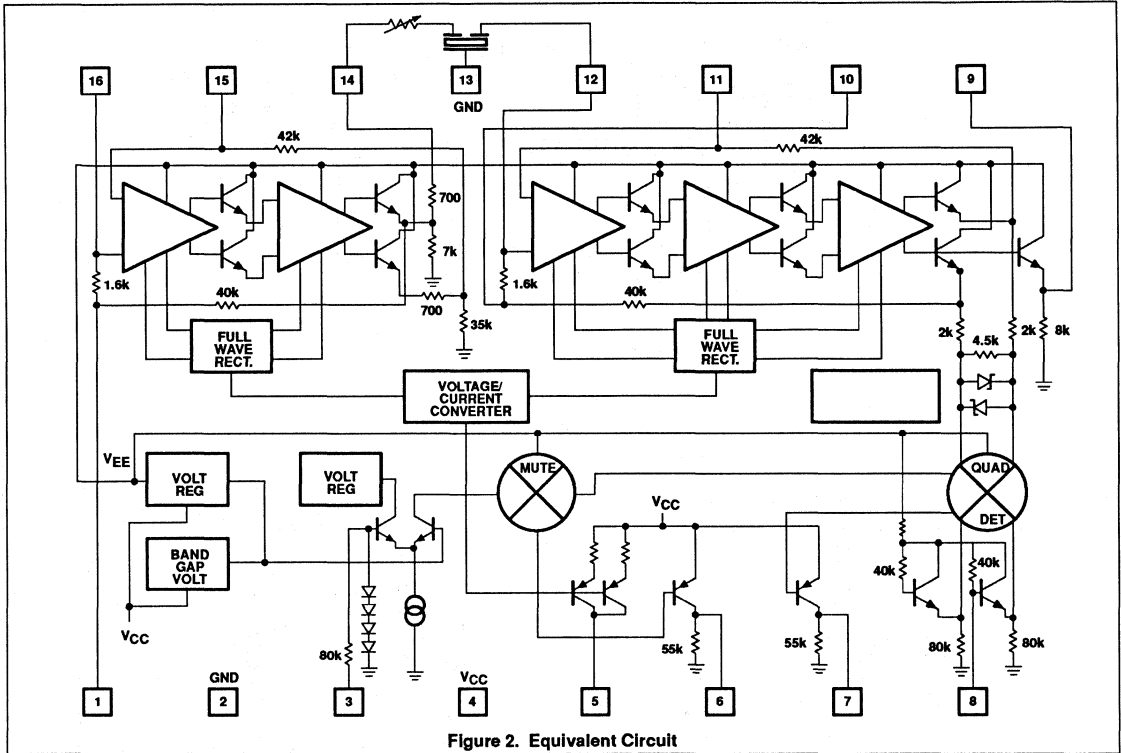 16
15
14
13
GND
12
11
10
9
42k
42k
700
7k
1.6k
40k
700
35k
1.6k
40k
2k
2k
8k
4.5k
FULL
WAVE
RECT.
FULL
WAVE
RECT.
VOLTAGE/
CURRENT
CONVERTER
VEE
VOLT
REG
VOLT
REG
MUTE
QUAD
DET
VCC
BAND
GAP
VOLT
VCC
40k
40k
80k
55k
55k
80k
80k
GND
VCC
1
2
3
4
5
6
7
8
Figure 2. Equivalent Circuit